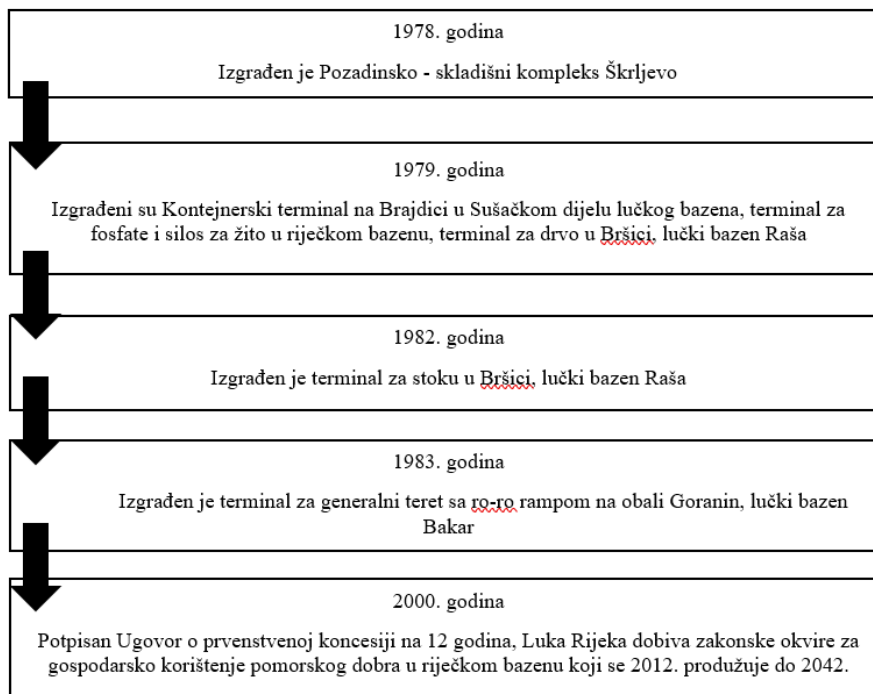 1978. godina
Izgrađen je Pozadinsko - skladišni kompleks Škrljevo
1979. godina
Izgrađeni su Kontejnerski terminal na Brajdici u Sušačkom dijelu lučkog bazena, terminal za
fosfate i silos za žito u riječkom bazenu, terminal za drvo u Bršici, lučki bazen Raša
1982. godina
Izgrađen je terminal za stoku u Bršici, lučki bazen Raša
1983. godina
Izgrađen je terminal za generalni teret sa ro-ro rampom na obali Goranin, lučki bazen
Bakar
2000. godina
Potpisan Ugovor o prvenstvenoj koncesiji na 12 godina, Luka Rijeka dobiva zakonske okvire za
gospodarsko korištenje pomorskog dobra u riječkom bazenu koji se 2012. produžuje do 2042.